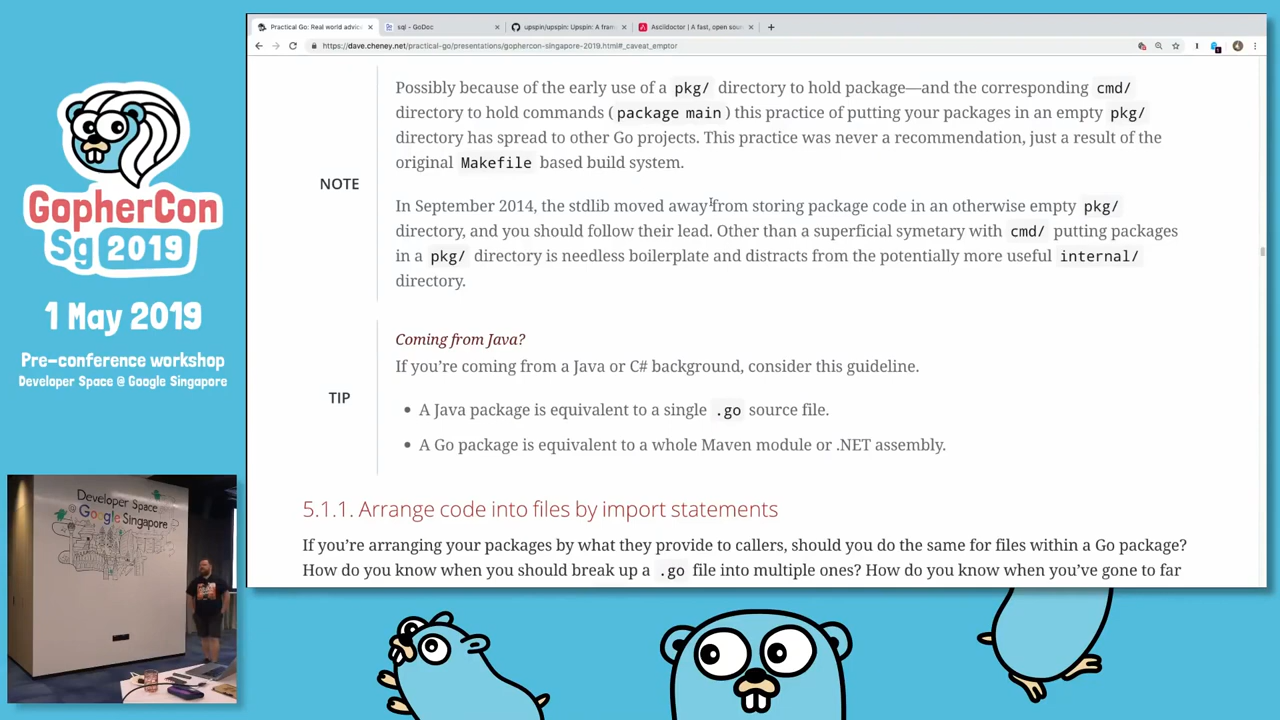 Practical Go: Real world advice
sql - GoDoc
upspin/upspin: Upspin: A fram
Asciidoctor | A fast, open sour
https://dave.cheney.net/practical-go/presentations/gophercon-singapore-2019.html#_caveat_emptor
Possibly because of the early use of a pkg/ directory to hold package—and the corresponding cmd/
directory to hold commands ( package main ) this practice of putting your packages in an empty pkg/
directory has spread to other Go projects. This practice was never a recommendation, just a result of the
original Makefile based build system.
NOTE
In September 2014, the stdlib moved away from storing package code in an otherwise empty pkg/
directory, and you should follow their lead. Other than a superficial symetary with cmd/ putting packages
in a pkg/ directory is needless boilerplate and distracts from the potentially more useful internal/
directory.
Coming from Java?
If you're coming from a Java or C# background, consider this guideline.
TIP
A Java package is equivalent to a single .go source file.
A Go package is equivalent to a whole Maven module or .NET assembly.
5.1.1. Arrange code into files by import statements
If you're arranging your packages by what they provide to callers, should you do the same for files within a Go package?
How do you know when you should break up a .go file into multiple ones? How do you know when you've gone to far
GopherCon
Sg 2019
1 May 2019
Pre-conference workshop
Developer Space @ Google Singapore
Developer Space
Google Singapore